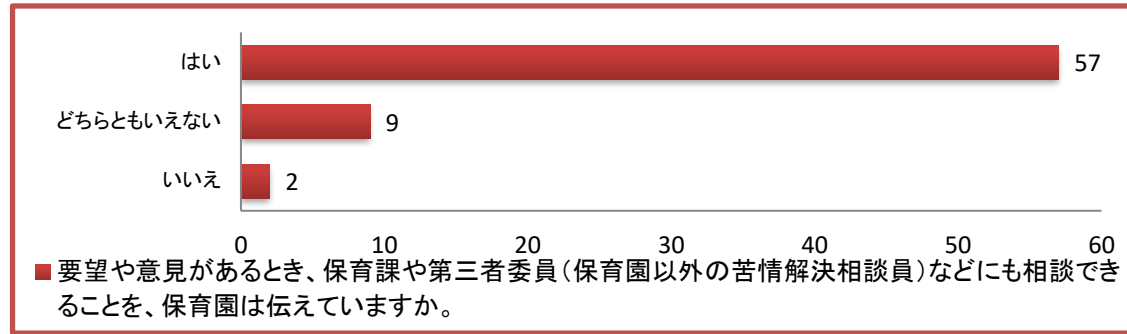 はい 57
どちらともいえない 9
いいえ 2
0 10 20 30 40 50 60
要望や意見があるとき、保育課や第三者委員(保育園以外の苦情解決相談員)などにも相談でき
ることを、保育園は伝えていますか。